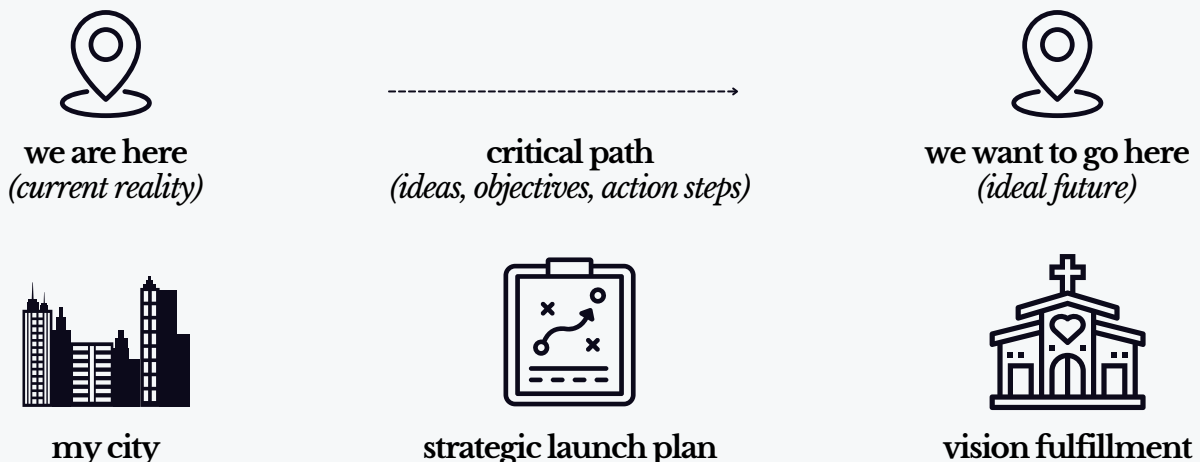 we are here
(current reality)
critical path
(ideas, objectives, action steps)
we want to go here
(ideal future)
my city
strategic launch plan
vision fulfillment